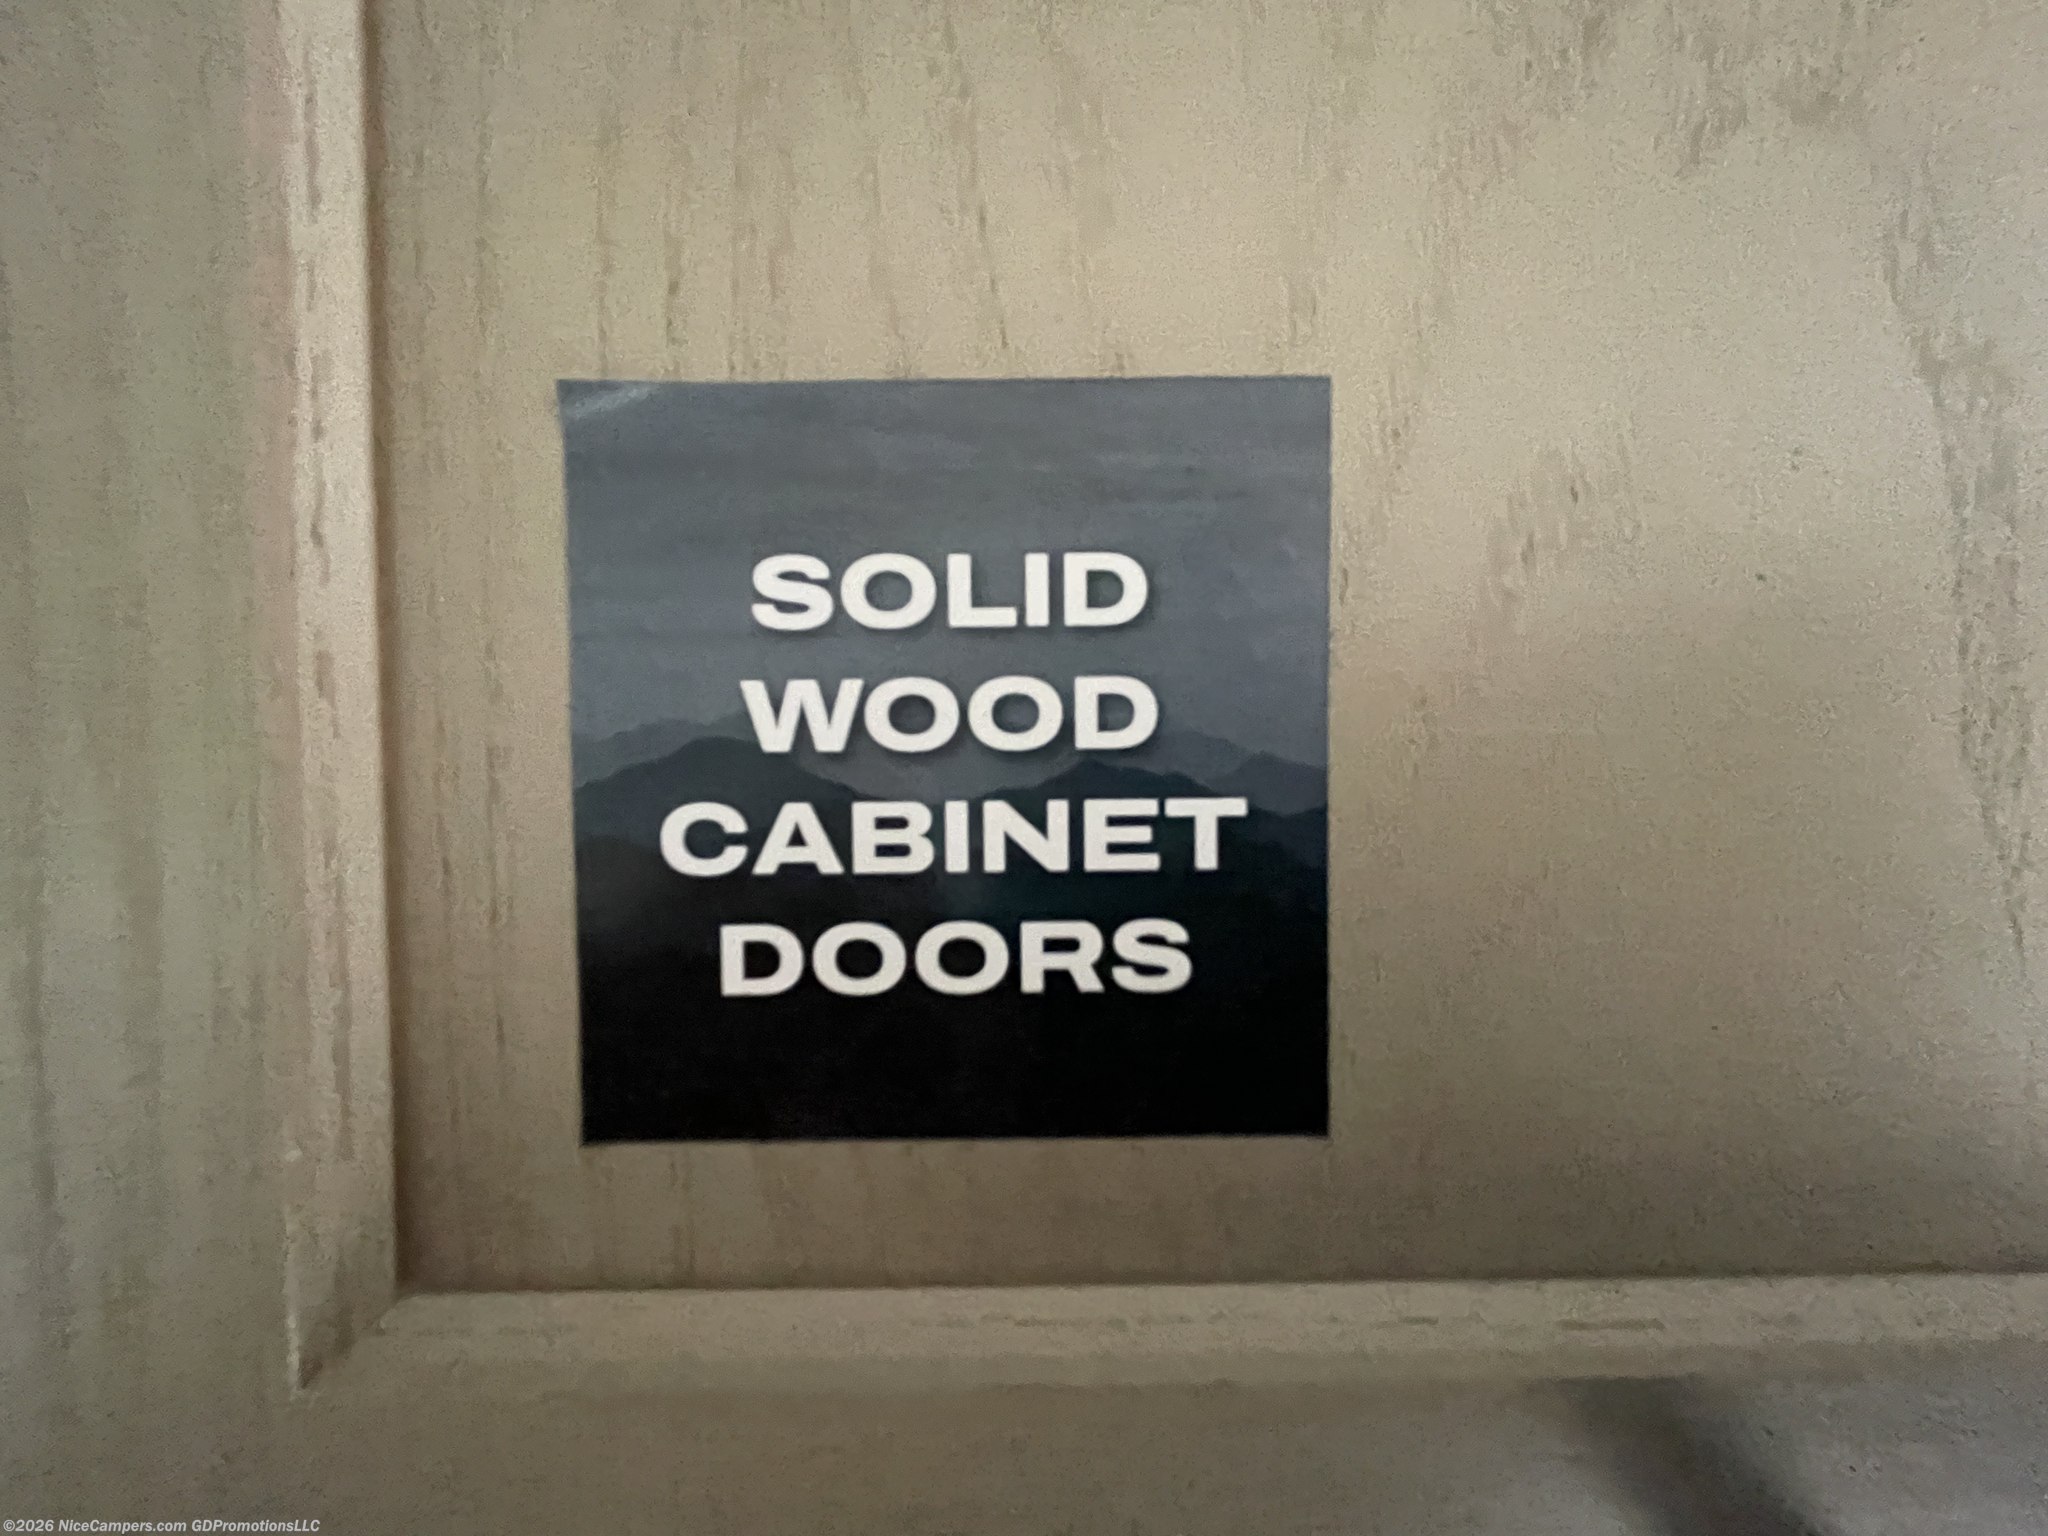 SOLID
WOOD
CABINET
DOORS
©2026 NiceCampers.com GDPromotionsLLC